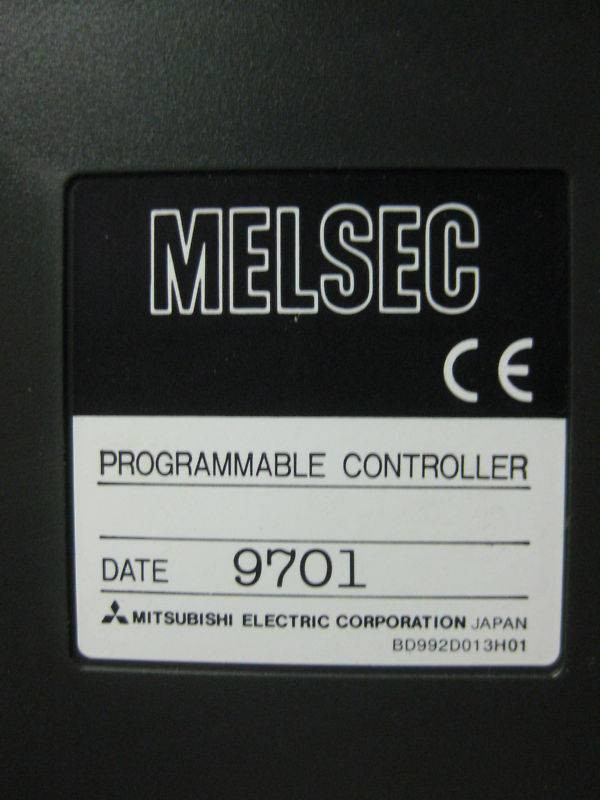 MELSEC
CE
PROGRAMMABLE CONTROLLER
DATE 9701
MITSUBISHI ELECTRIC CORPORATION JAPAN
BD992D013H01